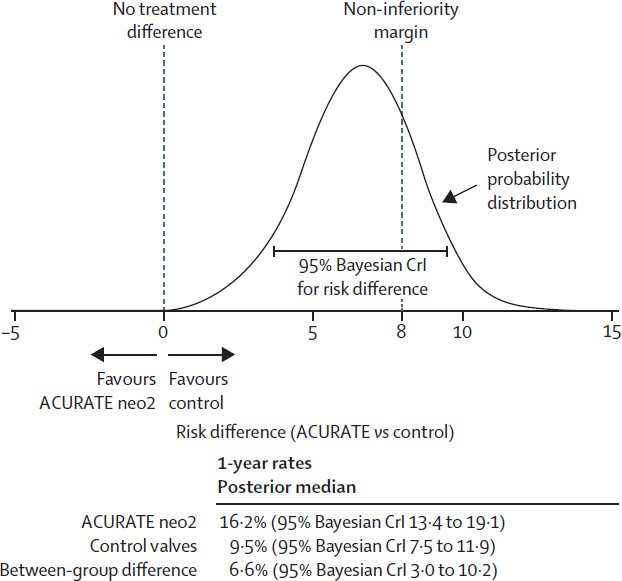 No treatment
difference
Non-inferiority
margin
Posterior
probability
distribution
95% Bayesian CrI
for risk difference
–5
0
5
8
10
15
Favours
ACURATE neo2
Favours
control
Risk difference (ACURATE vs control)
1-year rates
Posterior median
ACURATE neo2 16·2% (95% Bayesian CrI 13·4 to 19·1)
Control valves 9·5% (95% Bayesian CrI 7·5 to 11·9)
Between-group difference 6·6% (95% Bayesian CrI 3·0 to 10·2)